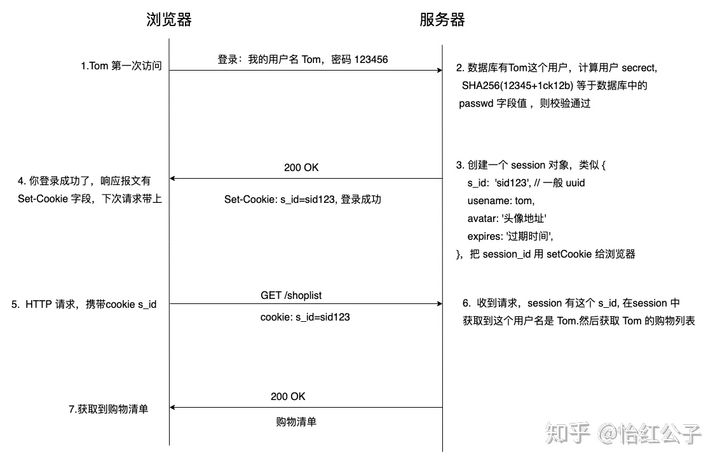 浏览器
服务器
1.Tom 第一次访问
登录：我的用户名 Tom，密码 123456
2. 数据库有Tom这个用户，计算用户 secrect,
SHA256(12345+1ck12b) 等于数据库中的
passwd 字段值 ，则校验通过
200 OK
3. 创建一个 session 对象，类似 {
s_id: 'sid123', // 一般 uuid
usename: tom,
avatar: '头像地址'
expires: '过期时间',
}，把 session_id 用 setCookie 给浏览器
4. 你登录成功了，响应报文有
Set-Cookie 字段，下次请求带上
Set-Cookie: s_id=sid123, 登录成功
5. HTTP 请求，携带cookie s_id
GET /shoplist
cookie: s_id=sid123
6. 收到请求，session 有这个 s_id, 在session 中
获取到这个用户名是 Tom.然后获取 Tom 的购物列表
7.获取到购物清单
200 OK
购物清单
知乎 @怡红公子